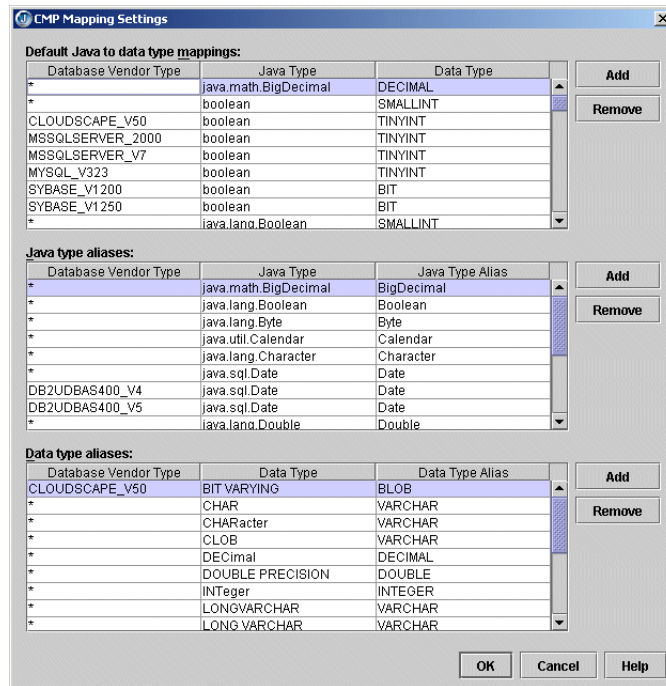 CMP Mapping Settings
Default Java to data type mappings:
Database Vendor Type Java Type Data Type
* java.math.BigDecimal DECIMAL
* boolean SMALLINT
CLOUDSCAPE_V50 boolean TINYINT
MSSQLSERVER_2000 boolean TINYINT
MSSQLSERVER_V7 boolean TINYINT
MYSQL_V323 boolean TINYINT
SYBASE_V1200 boolean BIT
SYBASE_V1250 boolean BIT
* java.lang.Boolean SMALLINT
Add
Remove
Java type aliases:
Database Vendor Type Java Type Java Type Alias
* java.math.BigDecimal BigDecimal
* java.lang.Boolean Boolean
* java.lang.Byte Byte
* java.util.Calendar Calendar
* java.lang.Character Character
* java.sql.Date Date
DB2UDBAS400_V4 java.sql.Date Date
DB2UDBAS400_V5 java.sql.Date Date
* java.lang.Double Double
Add
Remove
Data type aliases:
Database Vendor Type Data Type Data Type Alias
CLOUDSCAPE_V50 BIT VARYING BLOB
* CHAR VARCHAR
* CHARacter VARCHAR
* CLOB VARCHAR
* DECimal DECIMAL
* DOUBLE PRECISION DOUBLE
* INTeger INTEGER
* LONGVARCHAR VARCHAR
* LONG VARCHAR VARCHAR
Add
Remove
OK Cancel Help